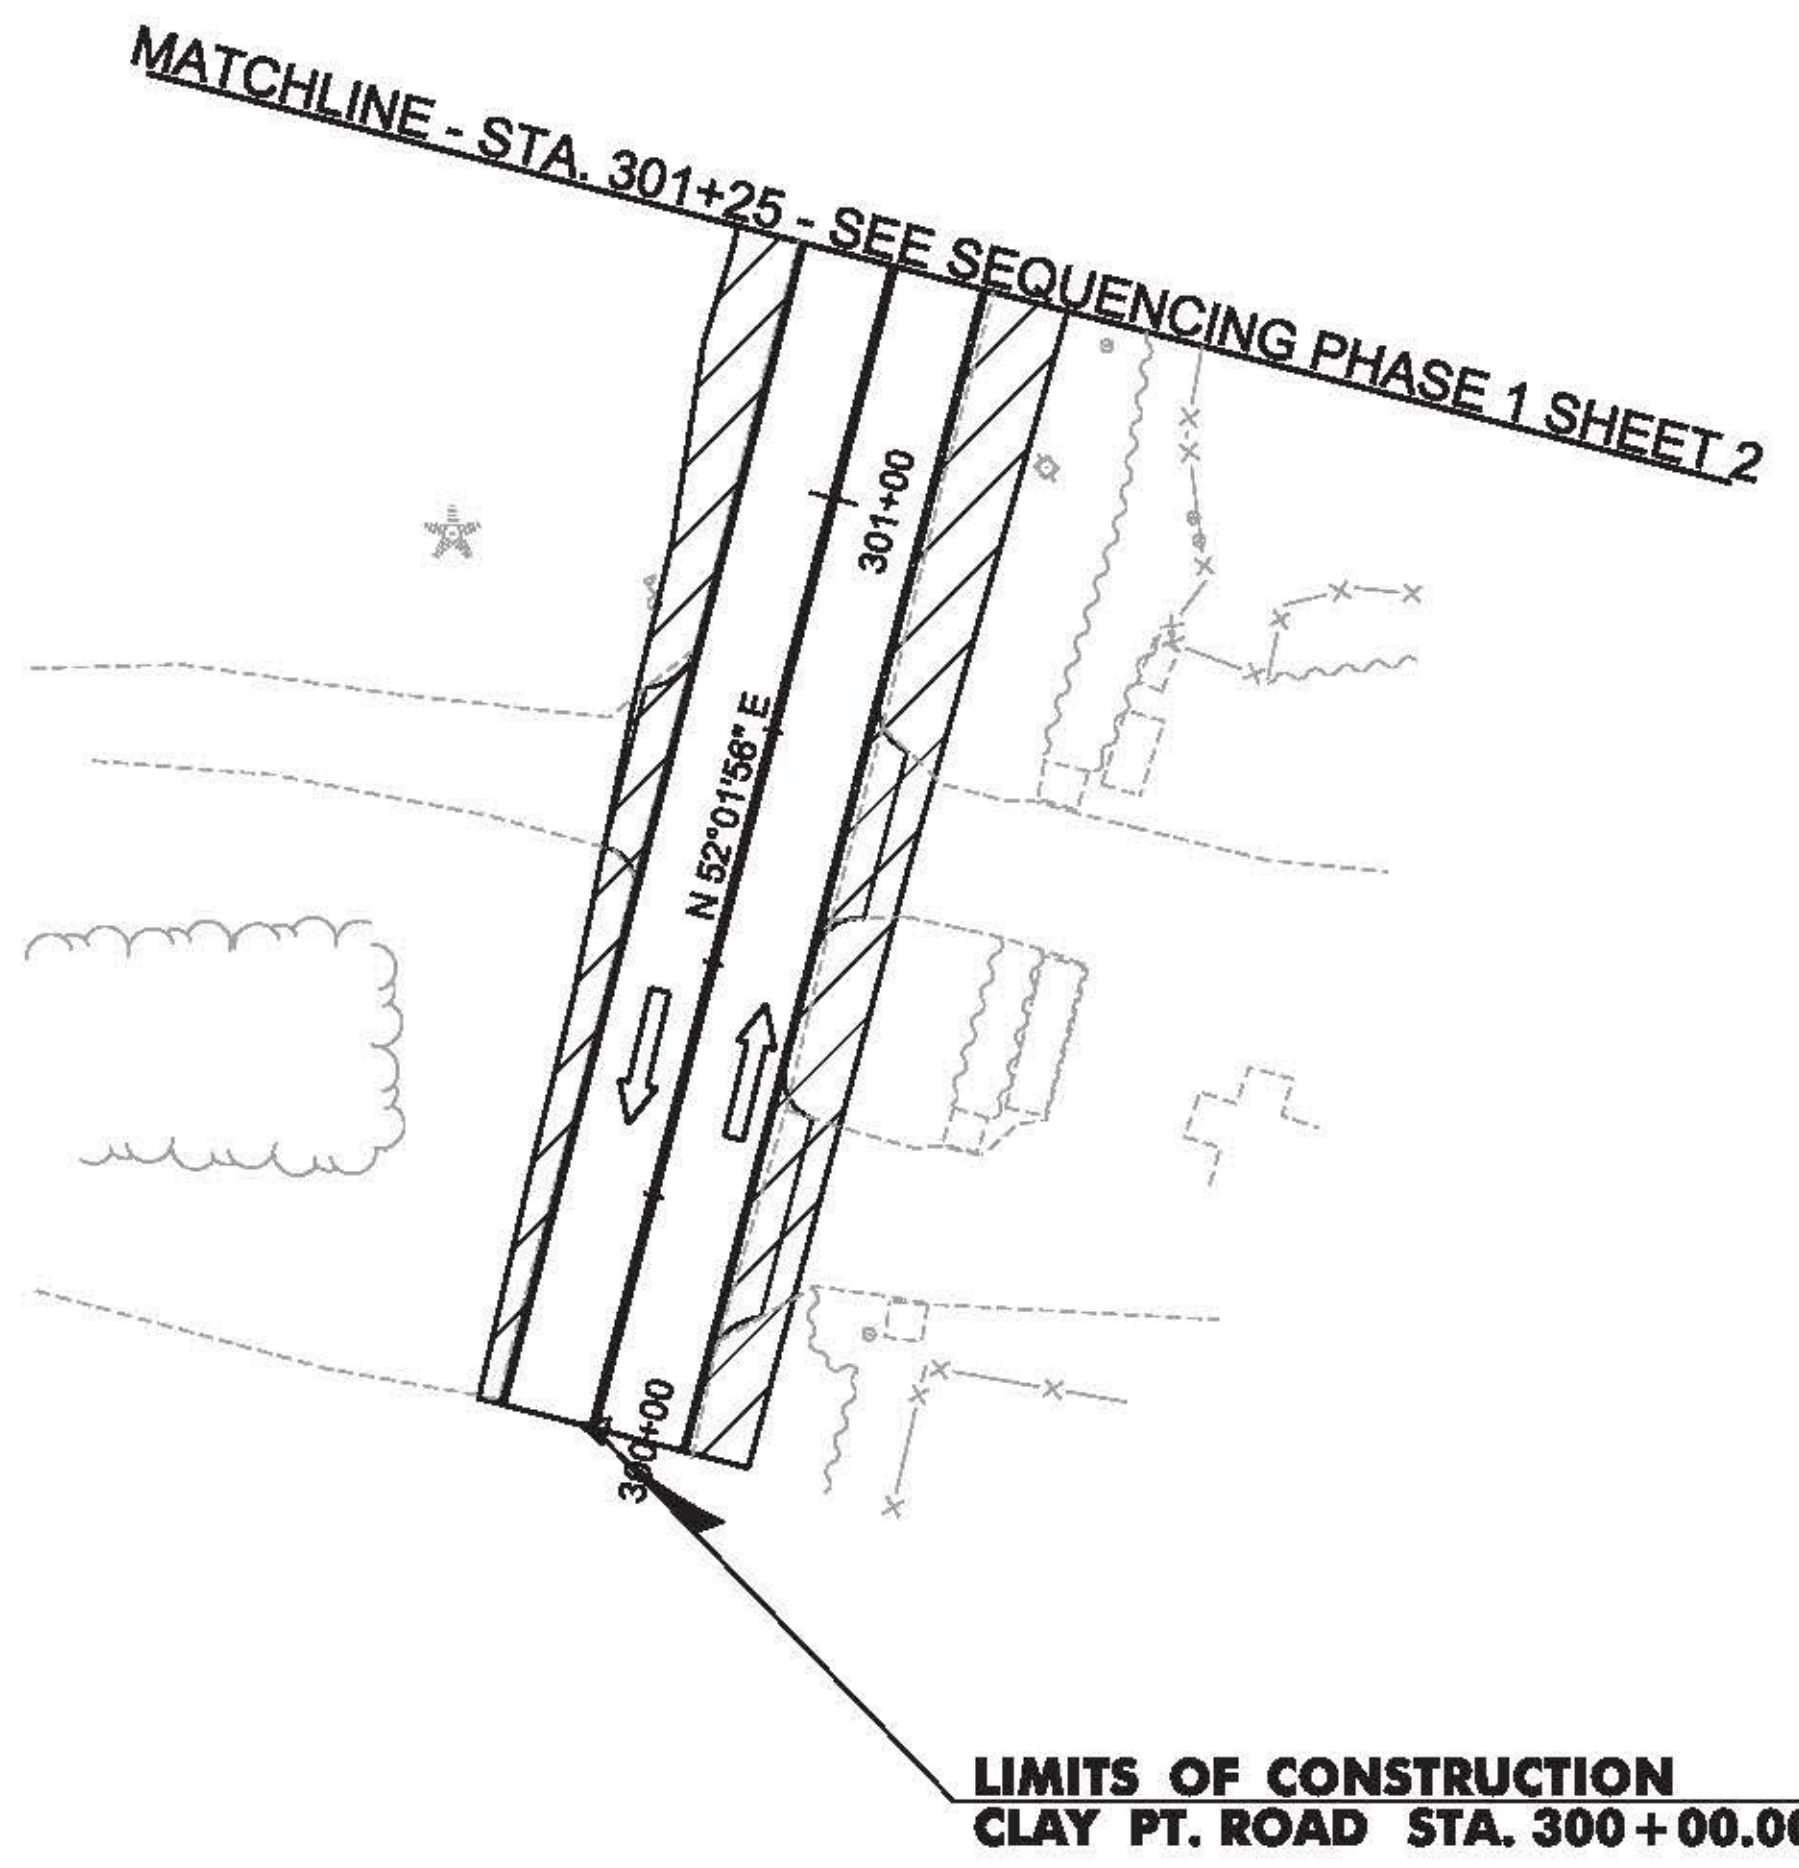 MATCHLINE - STA. 301+25 - SEE SEQUENCING PHASE 1 SHEET 2
301+00
N 52°01'56" E
300+00
LIMITS OF CONSTRUCTION
CLAY PT. ROAD STA. 300+00.00